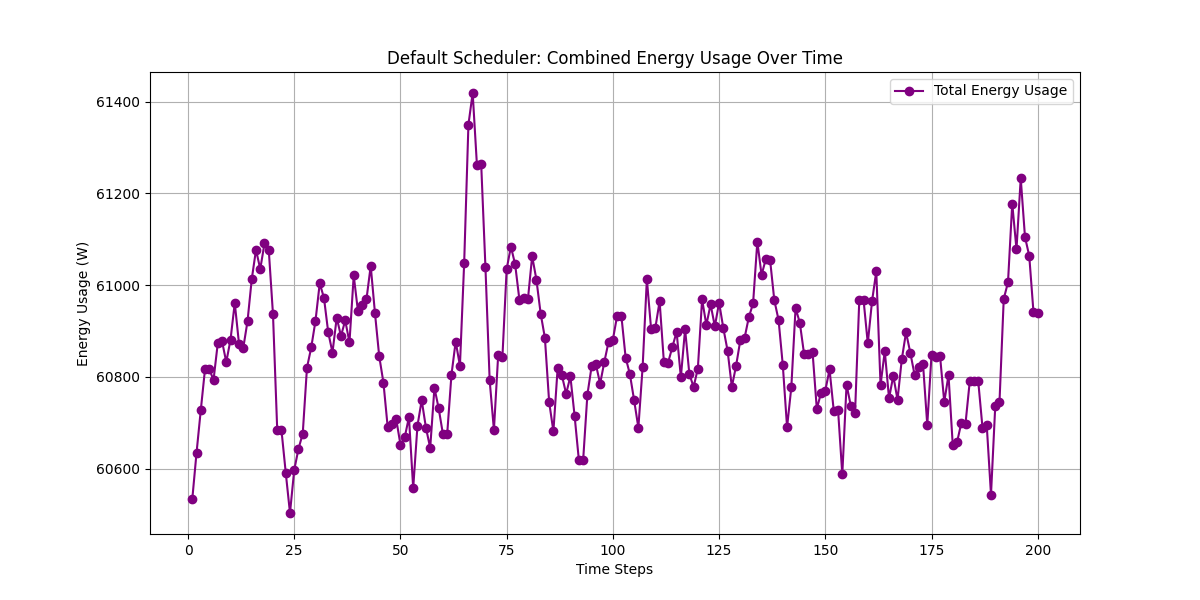 Default Scheduler: Combined Energy Usage Over Time
Total Energy Usage
Energy Usage (W)
61400
61200
61000
60800
60600
0 25 50 75 100 125 150 175 200
Time Steps